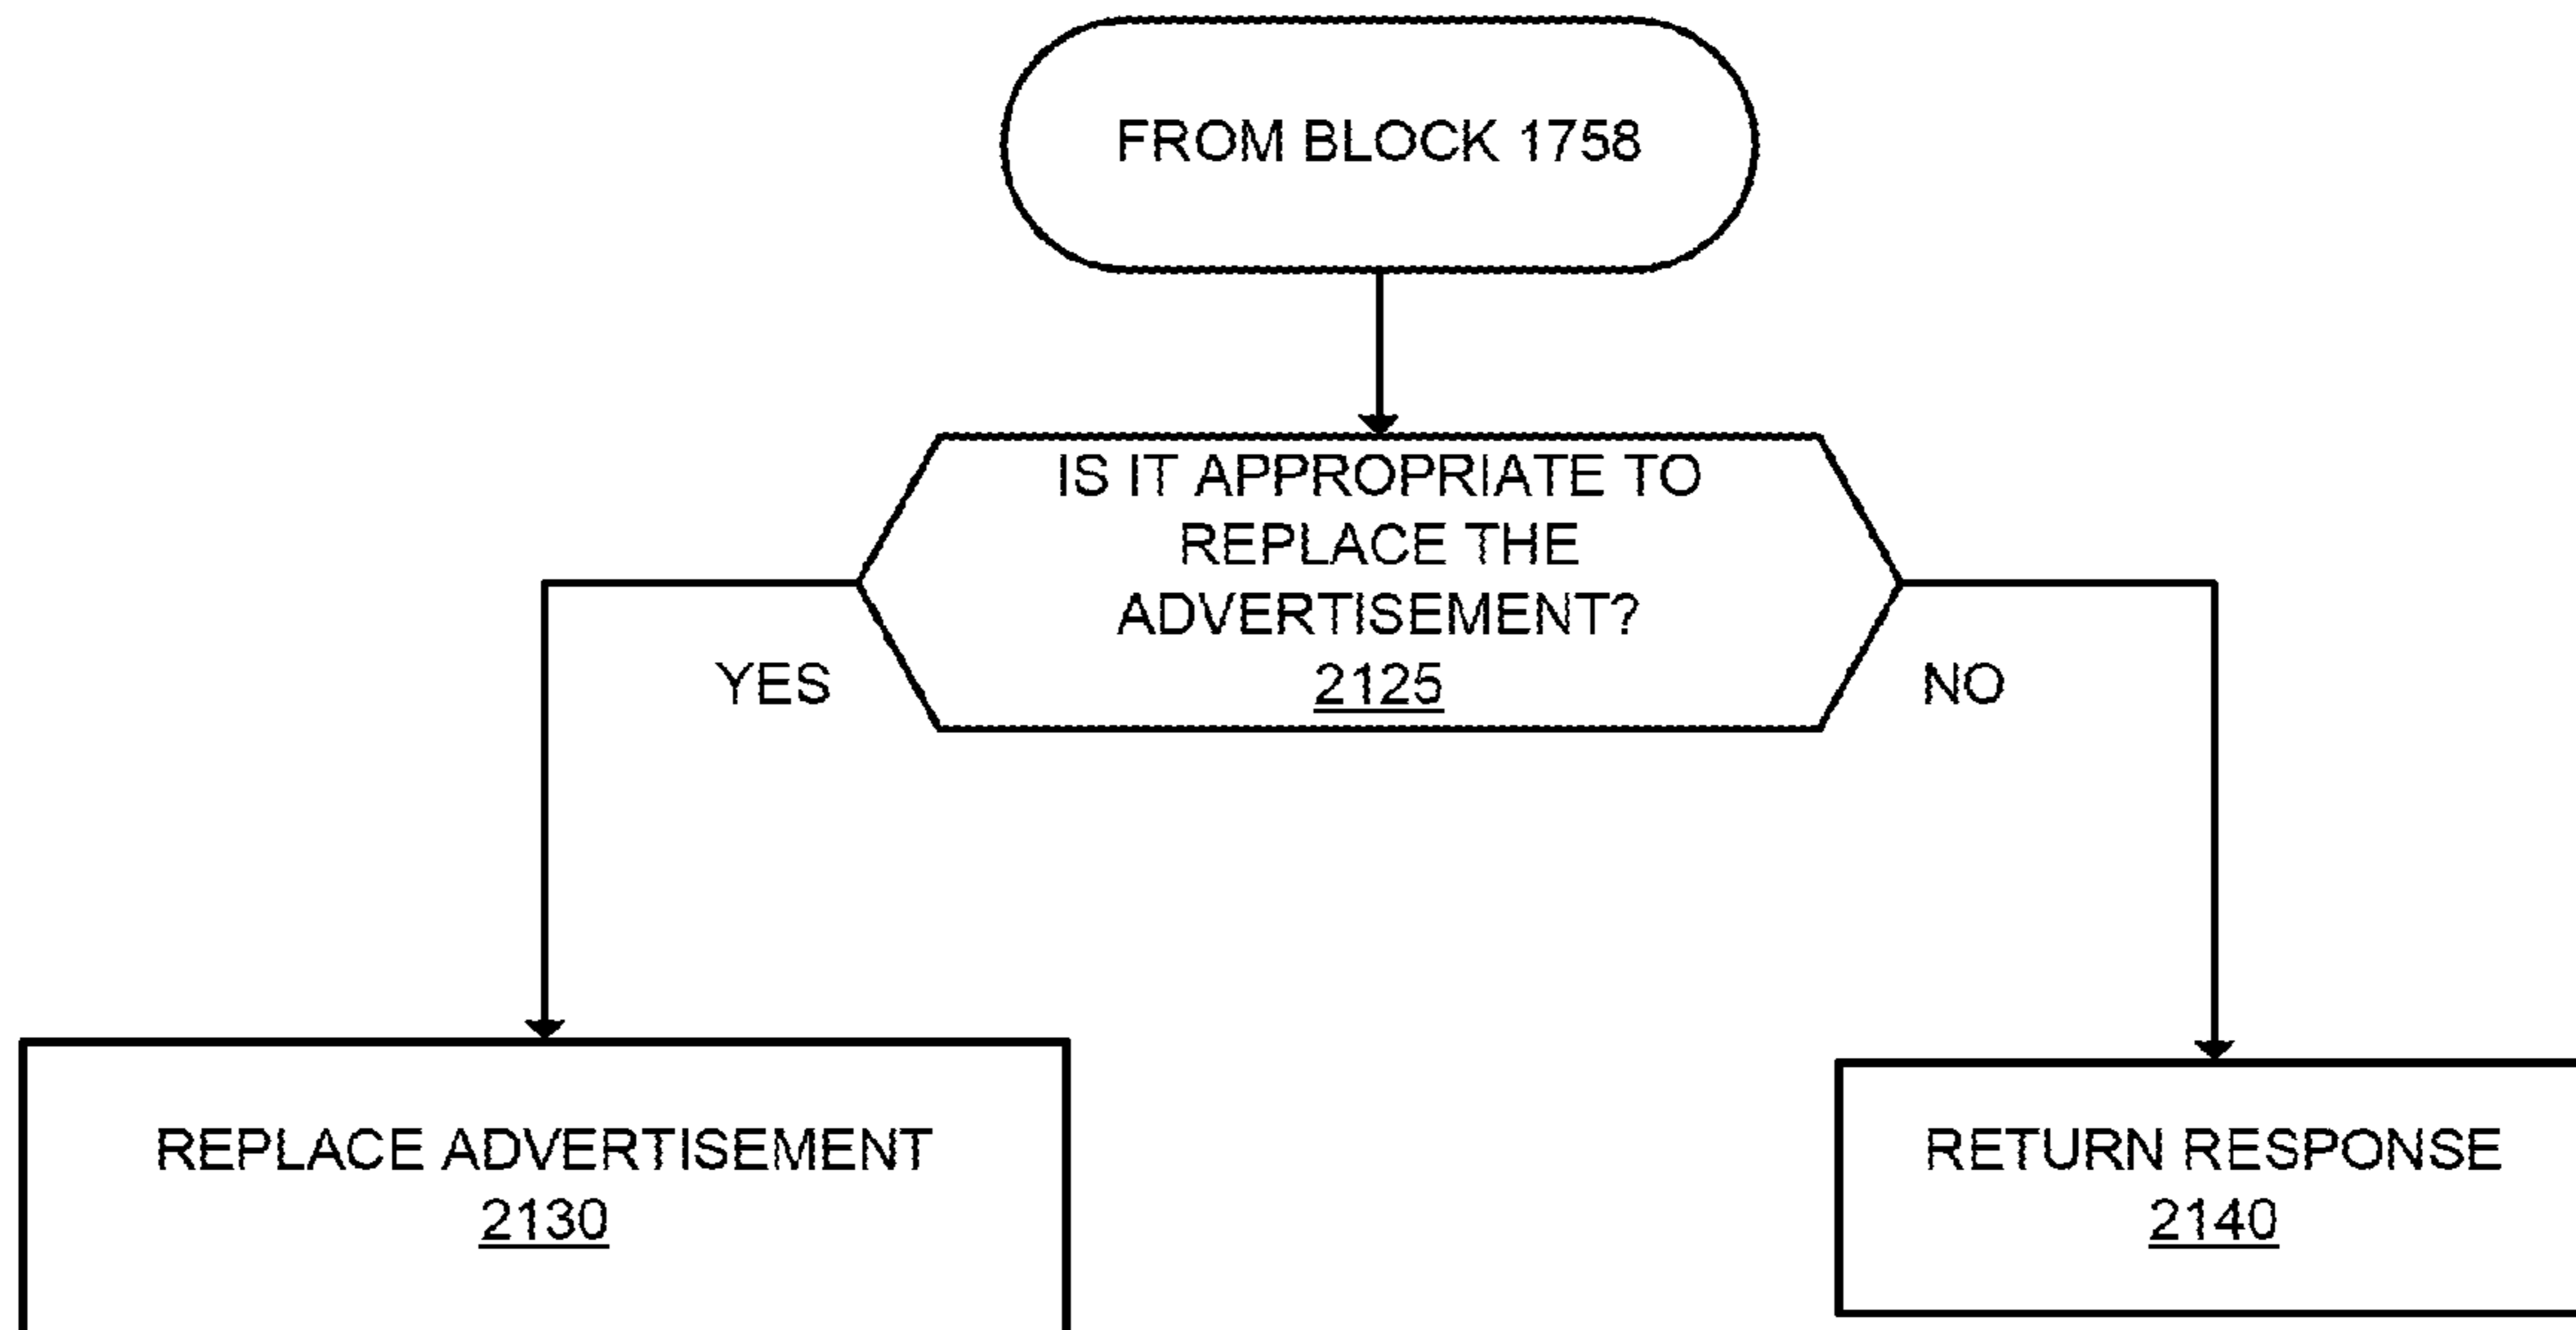 FROM BLOCK 1758
IS IT APPROPRIATE TO
REPLACE THE
ADVERTISEMENT?
2125
YES
NO
REPLACE ADVERTISEMENT
2130
RETURN RESPONSE
2140